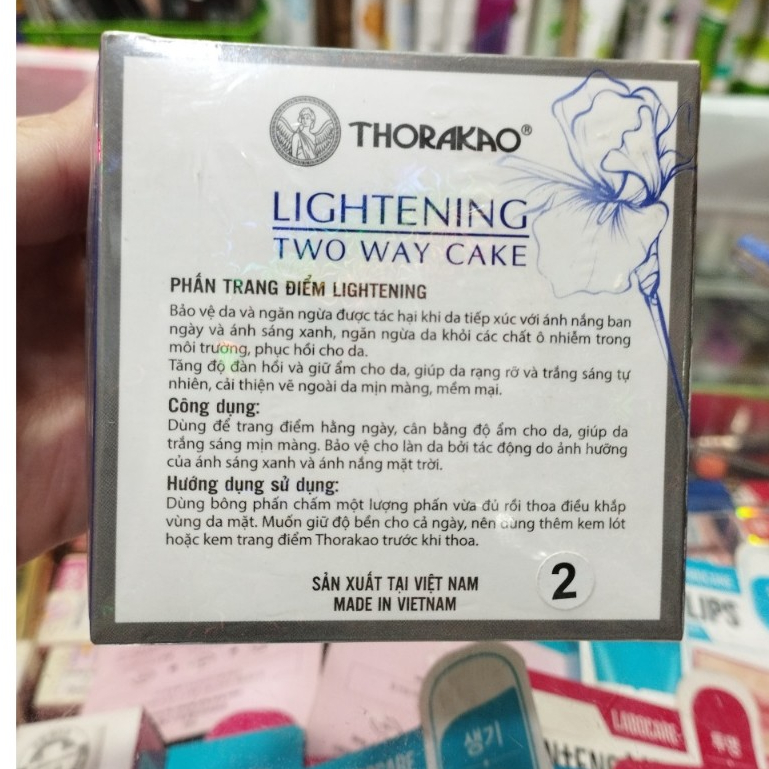 THORAKAO®
LIGHTENING
TWO WAY CAKE
PHẤN TRANG ĐIỂM LIGHTENING
Bảo vệ da và ngăn ngừa được tác hại khi da tiếp xúc với ánh nắng ban
ngày và ánh sáng xanh, ngăn ngừa da khỏi các chất ô nhiễm trong
môi trường, phục hồi cho da.
Tăng độ đàn hồi và giữ ẩm cho da, giúp da rạng rỡ và trắng sáng tự
nhiên, cải thiện vẽ ngoài da mịn màng, mềm mại.
Công dụng:
Dùng để trang điểm hằng ngày, cân bằng độ ẩm cho da, giúp da
trắng sáng mịn màng. Bảo vệ cho làn da bởi tác động do ảnh hưỡng
của ánh sáng xanh và ánh nắng mặt trời.
Hướng dụng sử dụng:
Dùng bông phấn chấm một lượng phấn vừa đủ rồi thoa điều khắp
vùng da mặt. Muốn giữ độ bền cho cả ngày, nên dùng thêm kem lót
hoặc kem trang điểm Thorakao trước khi thoa.
SẢN XUẤT TẠI VIỆT NAM
MADE IN VIETNAM
2
LIPS
LABOCARE
생기